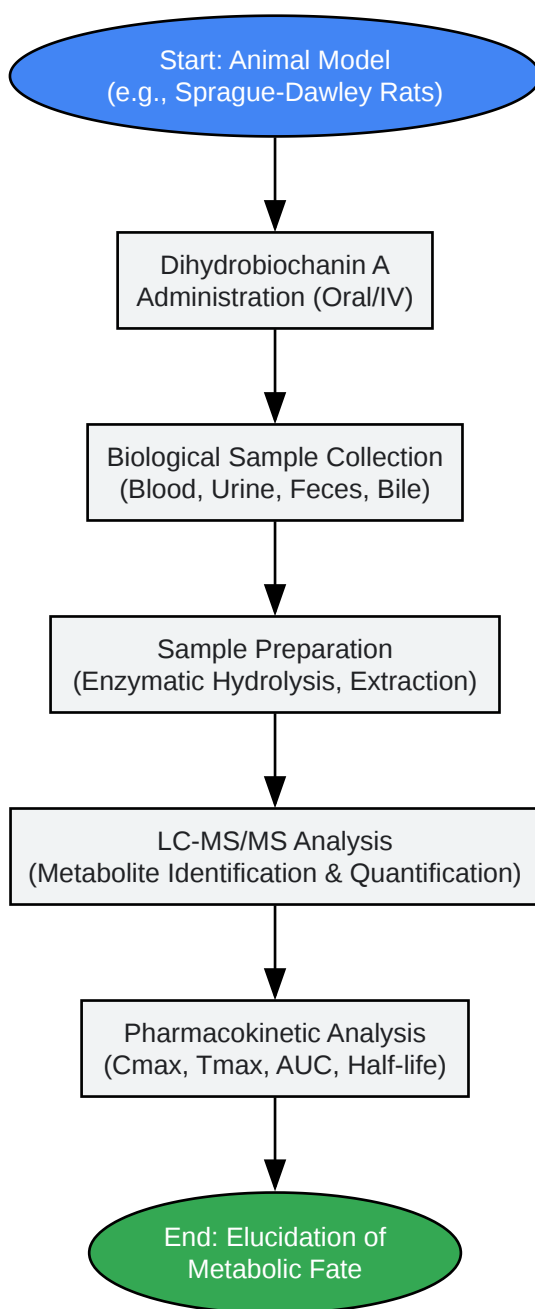 Start: Animal Model
(e.g., Sprague-Dawley Rats)
Dihydrobiochanin A
Administration (Oral/IV)
Biological Sample Collection
(Blood, Urine, Feces, Bile)
Sample Preparation
(Enzymatic Hydrolysis, Extraction)
LC-MS/MS Analysis
(Metabolite Identification & Quantification)
Pharmacokinetic Analysis
(Cmax, Tmax, AUC, Half-life)
End: Elucidation of
Metabolic Fate